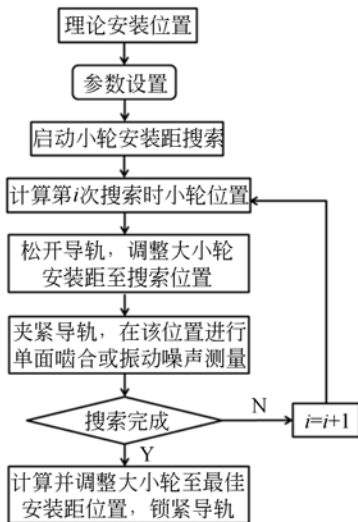 理论安装位置
参数设置
启动小轮安装距搜索
计算第i次搜索时小轮位置
松开导轨，调整大小轮
安装距至搜索位置
夹紧导轨，在该位置进行
单面啮合或振动噪声测量
搜索完成
N
i=i+1
Y
计算并调整大小轮至最佳
安装距位置，锁紧导轨